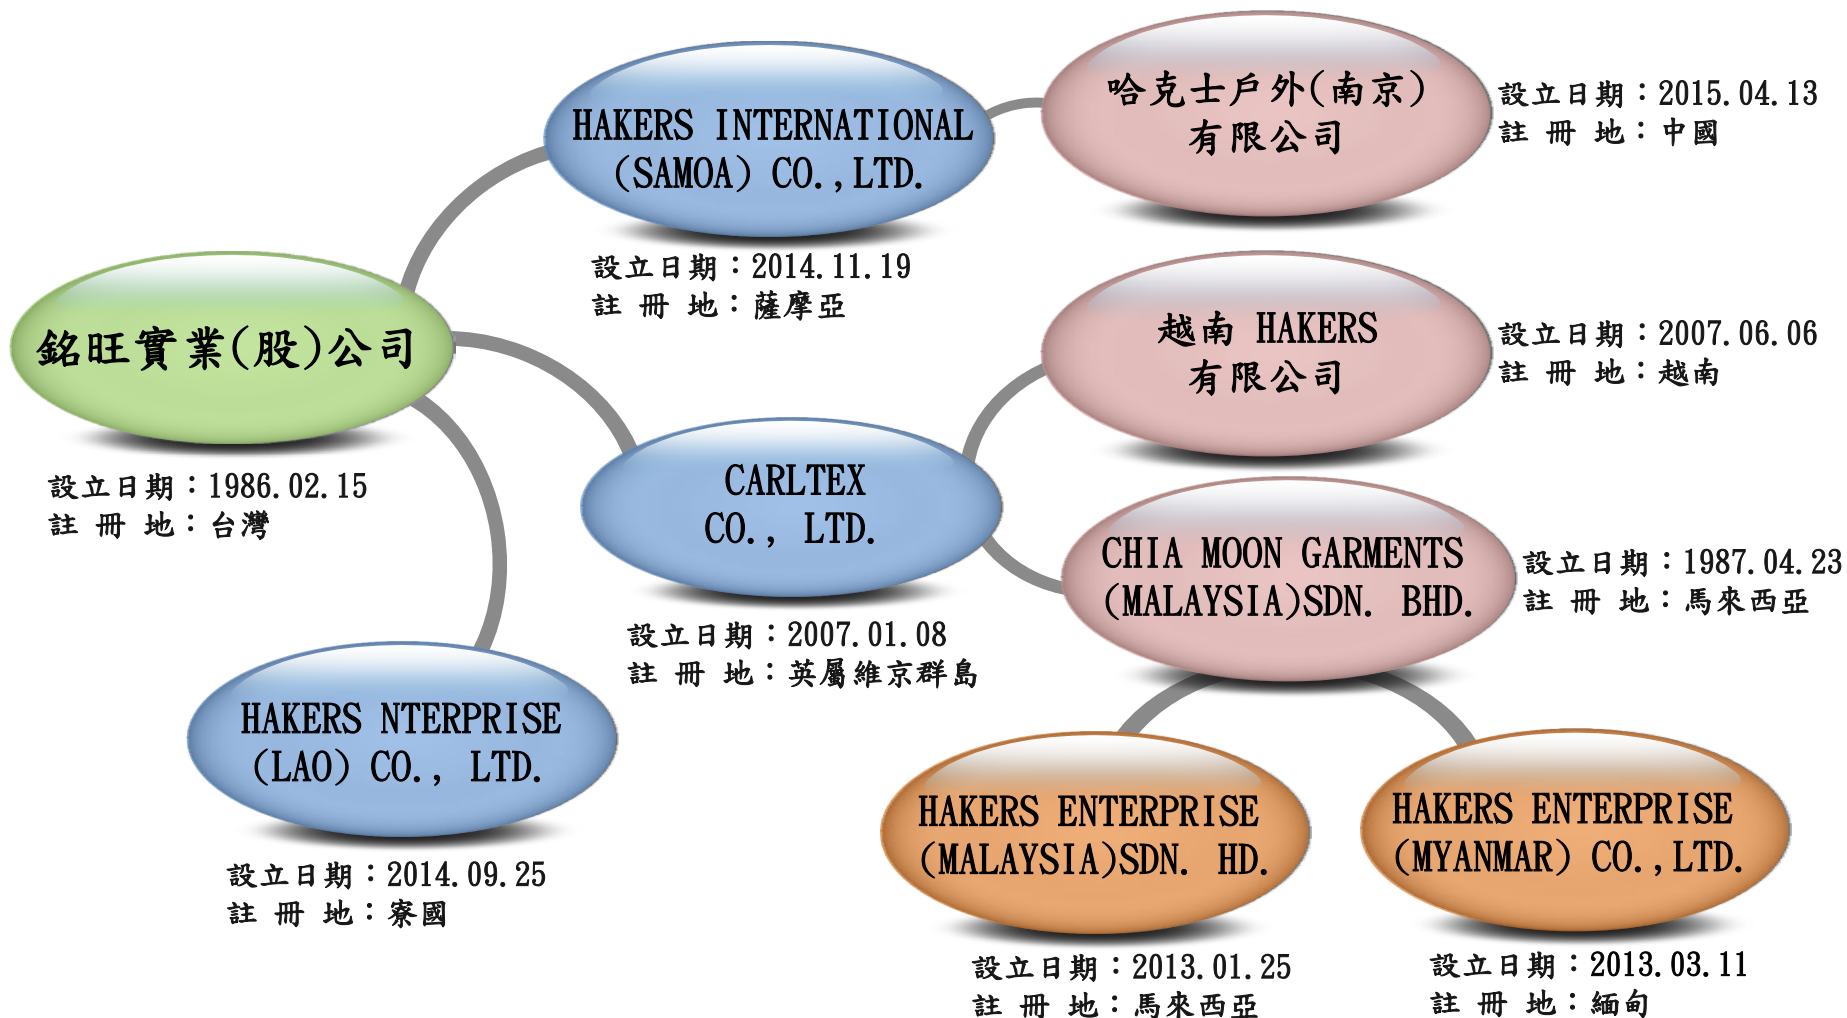 HAKERS INTERNATIONAL
(SAMOA) CO.,LTD.
設立日期：2014.11.19
註 冊 地：薩摩亞
哈克士戶外(南京)
有限公司
設立日期：2015.04.13
註 冊 地：中國
銘旺實業(股)公司
設立日期：1986.02.15
註 冊 地：台灣
越南 HAKERS
有限公司
設立日期：2007.06.06
註 冊 地：越南
CARLTEX
CO., LTD.
設立日期：2007.01.08
註 冊 地：英屬維京群島
CHIA MOON GARMENTS
(MALAYSIA)SDN. BHD.
設立日期：1987.04.23
註 冊 地：馬來西亞
HAKERS NTERPRISE
(LAO) CO., LTD.
設立日期：2014.09.25
註 冊 地：寮國
HAKERS ENTERPRISE
(MALAYSIA)SDN. HD.
設立日期：2013.01.25
註 冊 地：馬來西亞
HAKERS ENTERPRISE
(MYANMAR) CO.,LTD.
設立日期：2013.03.11
註 冊 地：緬甸